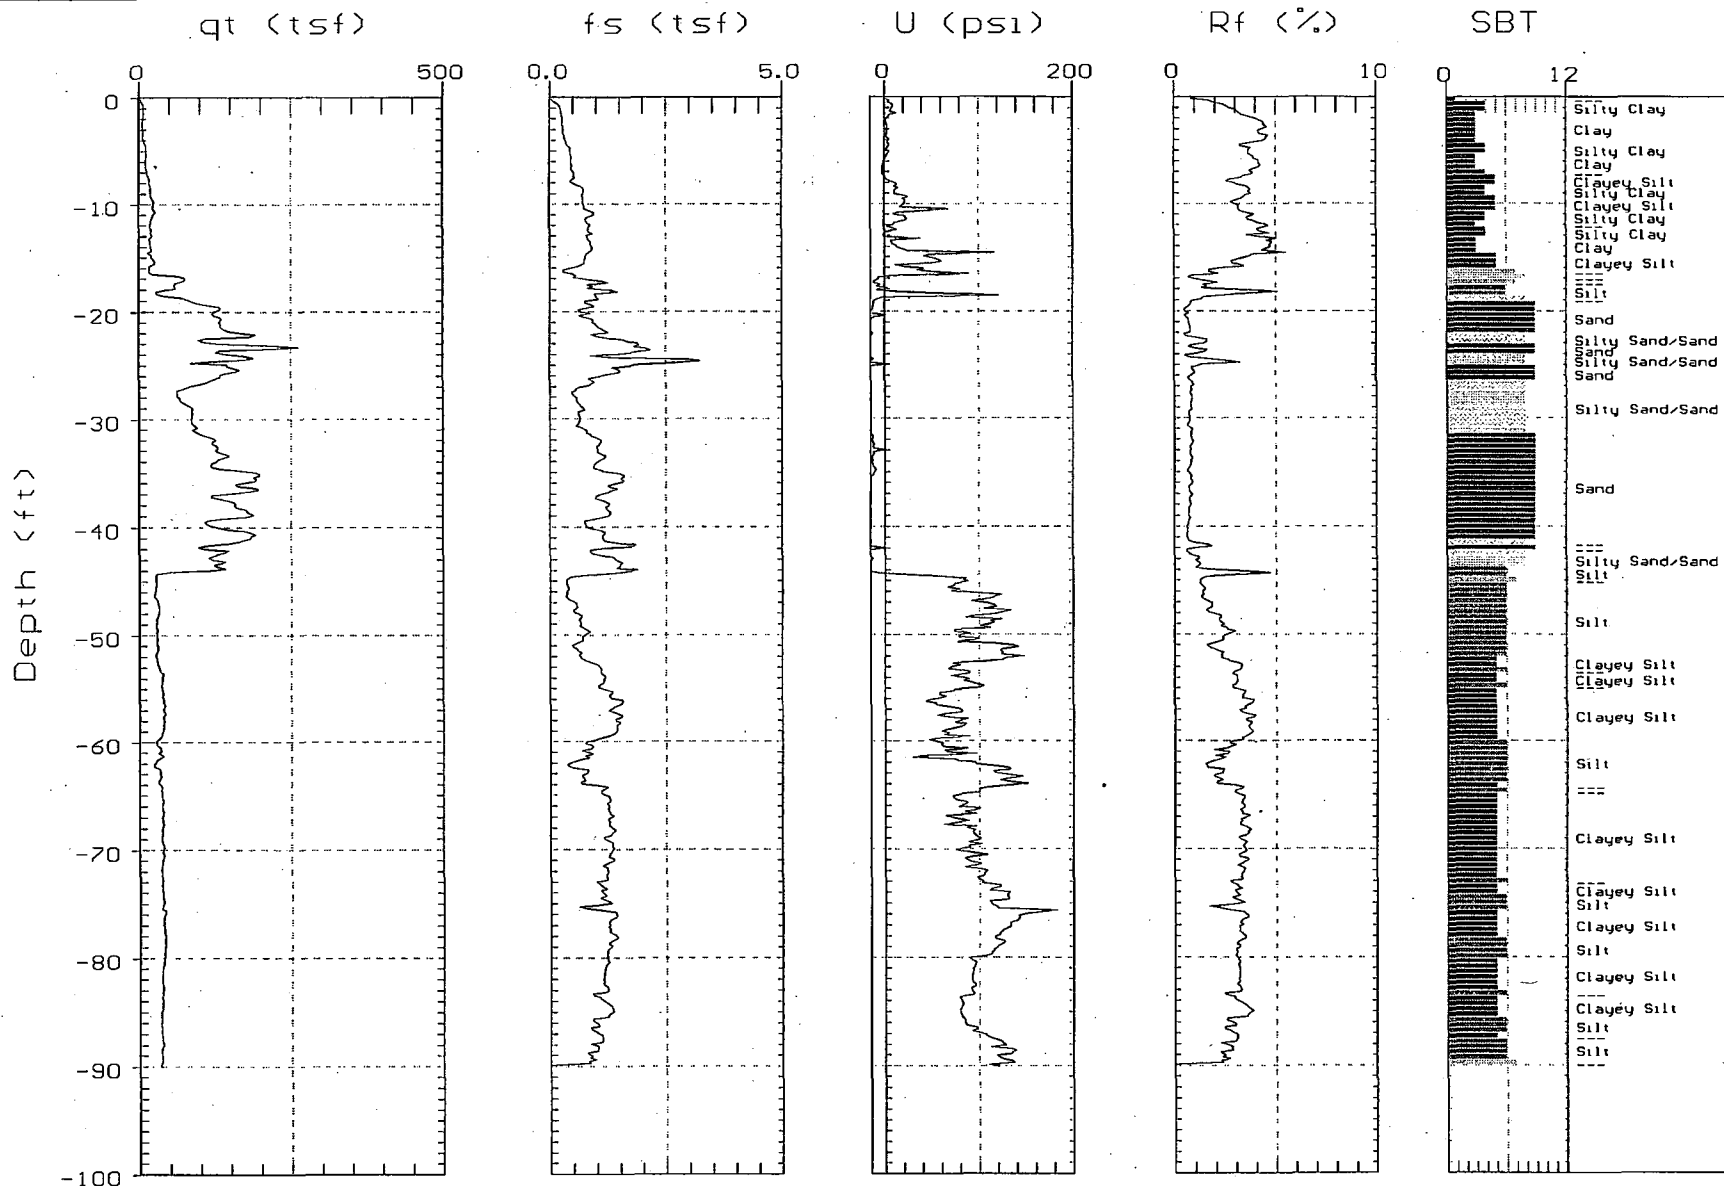 qt (tsf) fs (tsf) U (psi) Rf (%) SBT
0 500 0.0 5.0 0 200 0 10 0 12
Depth (ft)
0
-10
-20
-30
-40
-50
-60
-70
-80
-90
-100
---
Silty Clay
Clay
Silty Clay
Clay
---
Clayey Silt
Silty Clay
Clayey Silt
Silty Clay
---
Silty Clay
Clay
Clayey Silt
---
---
Silt
---
Sand
Silty Sand/Sand
Sand
Silty Sand/Sand
Sand
Silty Sand/Sand
Sand
---
Silty Sand/Sand
Silt
---
Silt
Clayey Silt
---
Clayey Silt
---
Clayey Silt
Silt
---
Clayey Silt
---
Clayey Silt
Silt
Clayey Silt
Silt
Clayey Silt
---
Clayey Silt
Silt
---
Silt
---